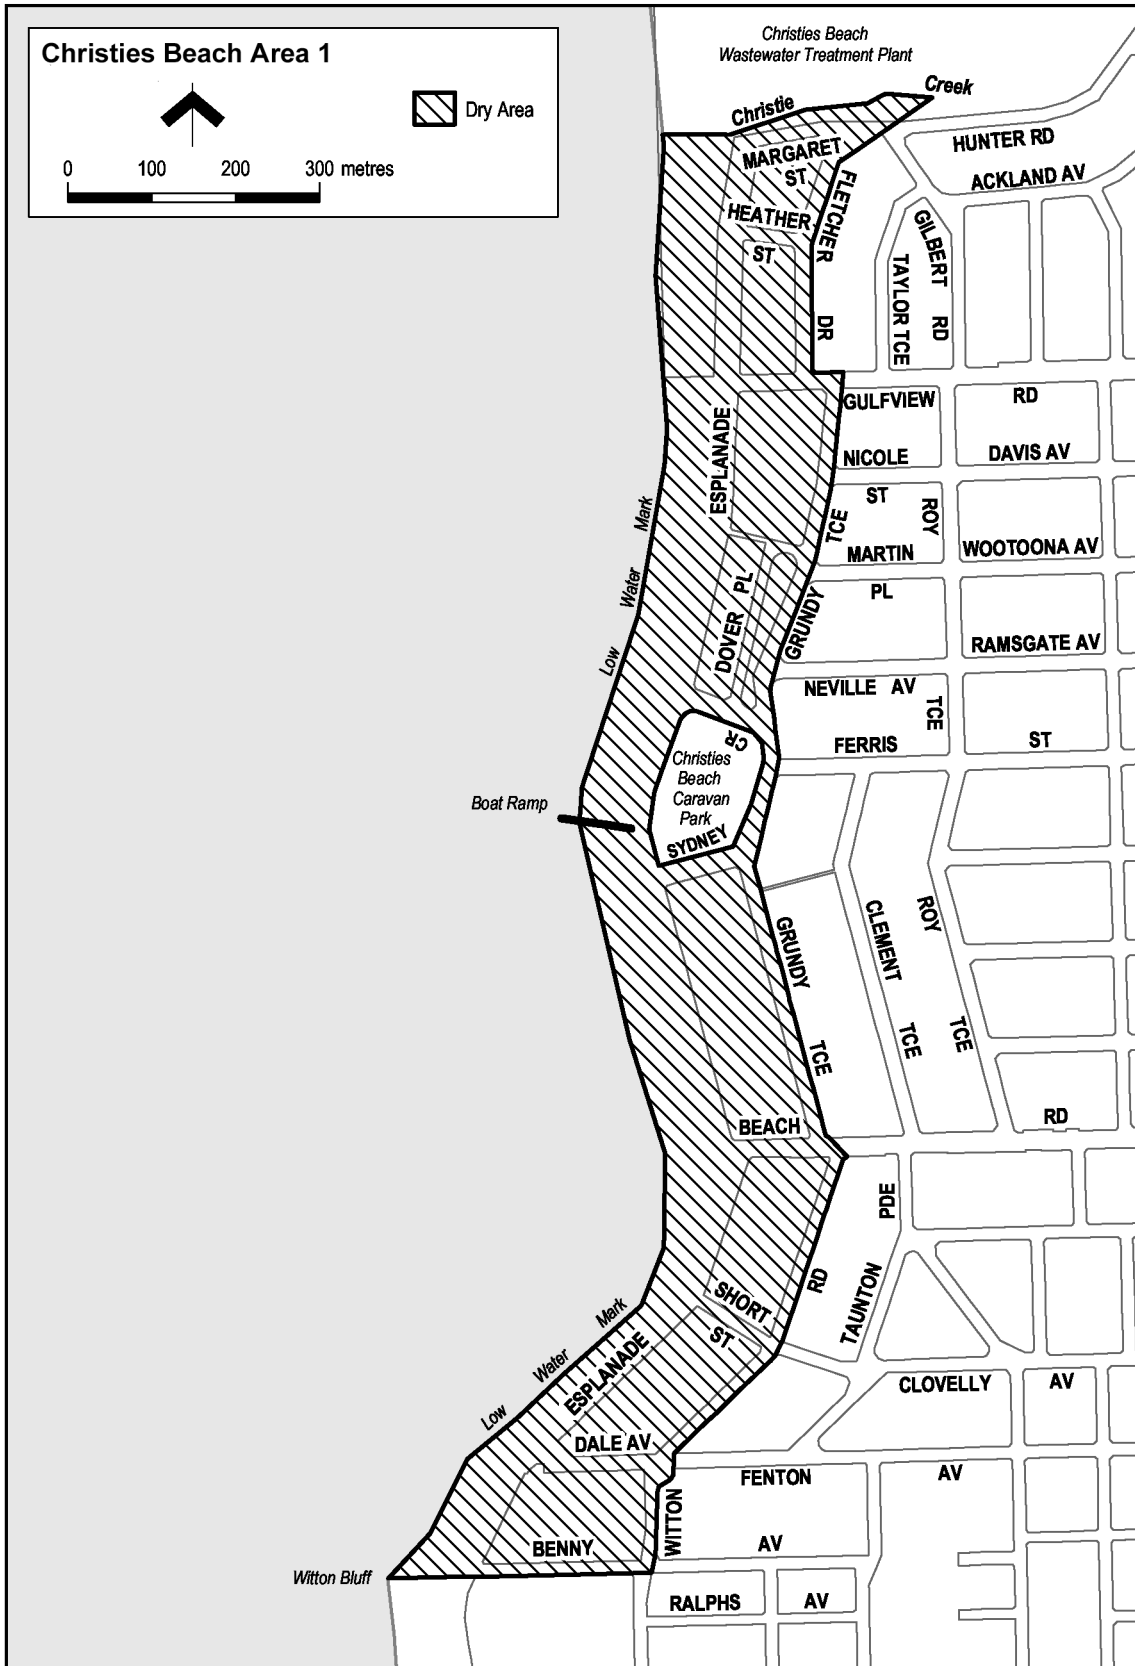 Christies Beach Area 1
Dry Area
0 100 200 300 metres
Christies Beach
Wastewater Treatment Plant
Christie
Creek
HUNTER RD
ACKLAND AV
MARGARET
ST
HEATHER
ST
FLETCHER
DR
GILBERT
RD
TAYLOR TCE
GULFVIEW
RD
NICOLE
ST
DAVIS AV
ESPLANADE
ROY
TCE
MARTIN
PL
WOOTOONA AV
Low
Water
Mark
DOVER
PL
GRUNDY
TCE
RAMSGATE AV
NEVILLE AV
FERRIS
ST
Christies
Beach
Caravan
Park
SYDNEY
CR
Boat Ramp
GRUNDY
TCE
CLEMENT
TCE
ROY
TCE
BEACH
RD
PDE
TAUNTON
RD
SHORT
ST
Low
Water
Mark
ESPLANADE
CLOVELLY
AV
DALE AV
FENTON
AV
WITTON
BENNY
AV
Witton Bluff
RALPHS
AV